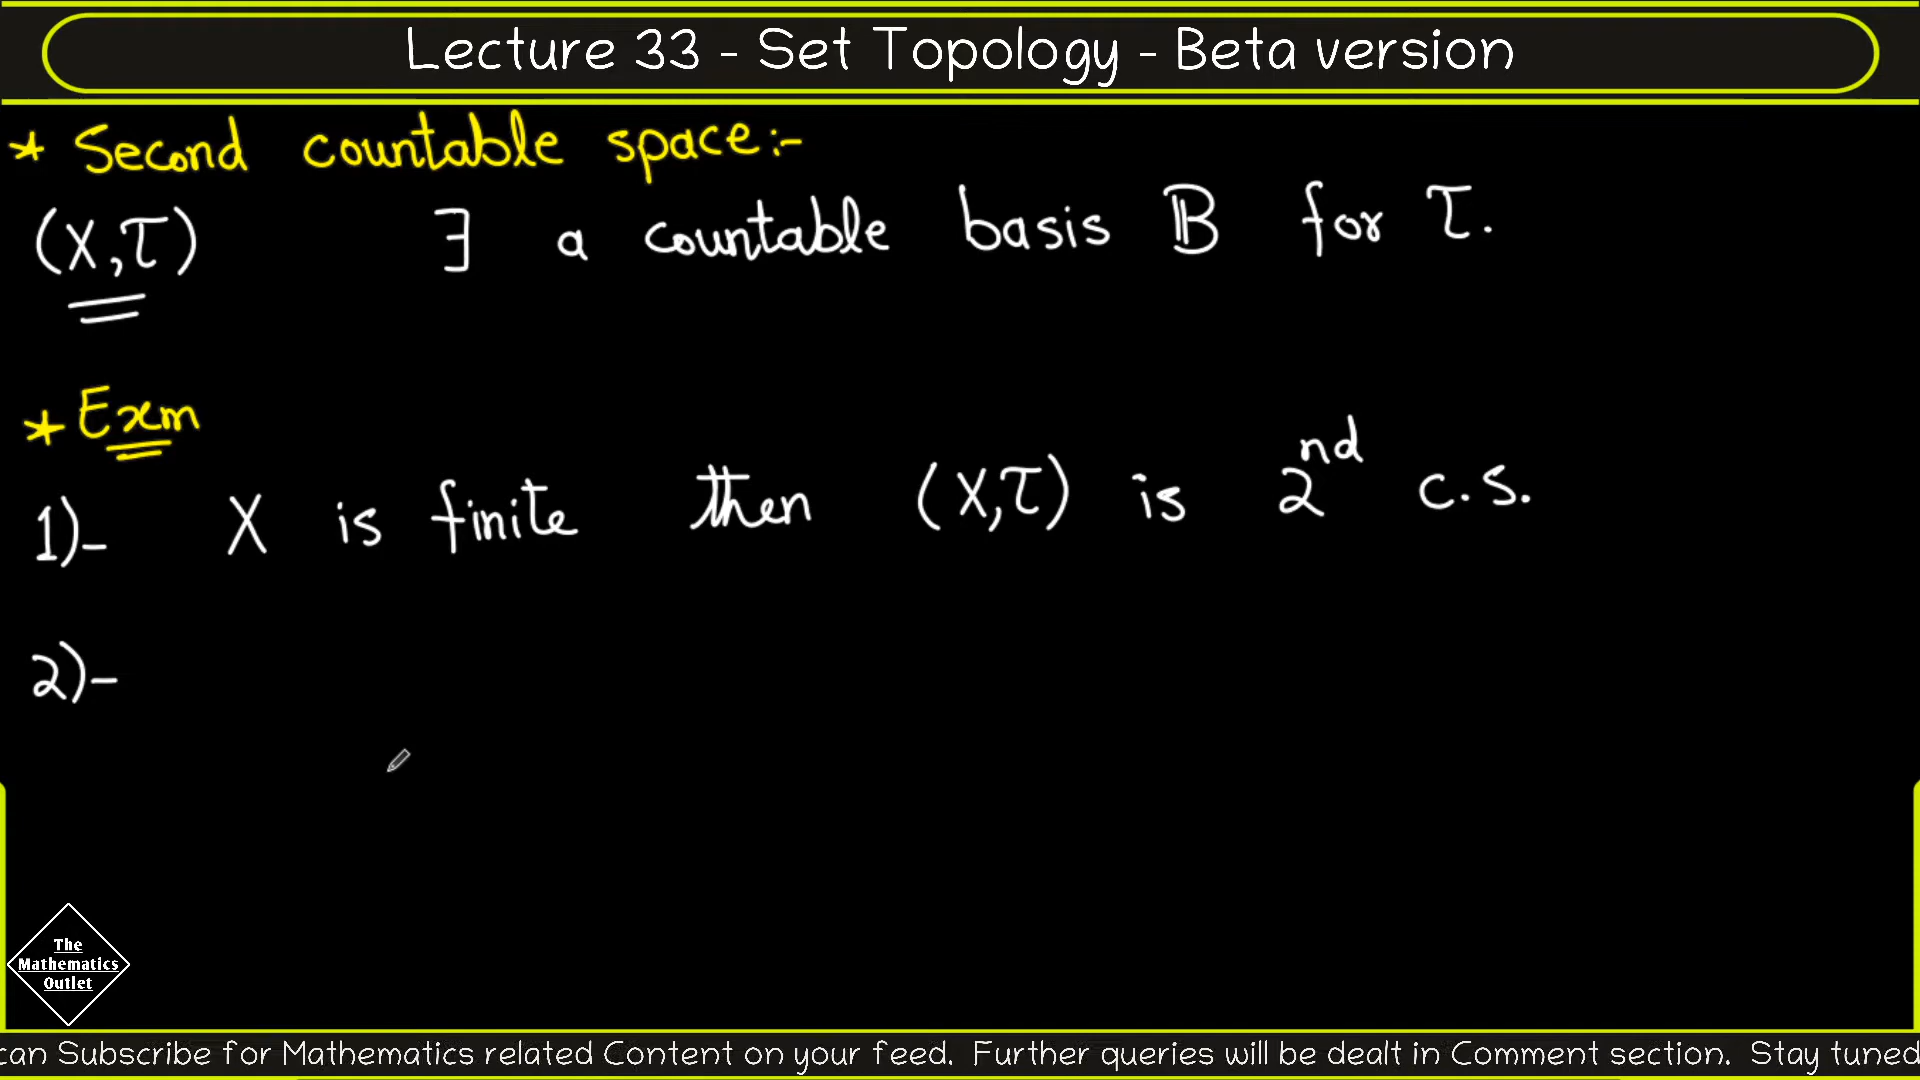 Lecture 33 - Set Topology - Beta version
* Second countable space:-
(X,τ) ∃ a countable basis 𝔹 for τ.
* Exm
1)- X is finite then (X,τ) is 2nd c.s.
2)-
The
Mathematics
Outlet
can Subscribe for Mathematics related Content on your feed. Further queries will be dealt in Comment section. Stay tuned